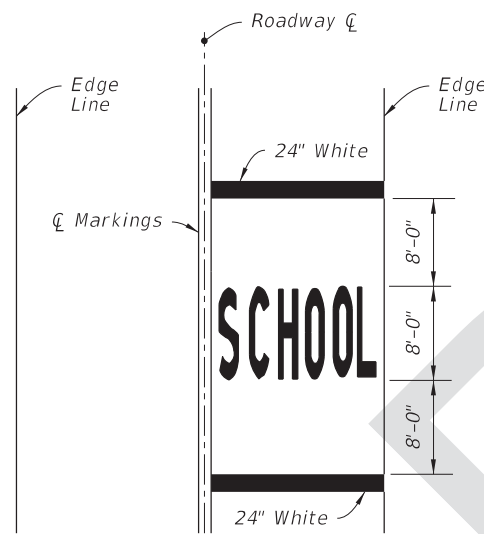 Roadway ℄
Edge
Line
Edge
Line
24" White
℄ Markings
8'-0"
SCHOOL
8'-0"
8'-0"
24" White